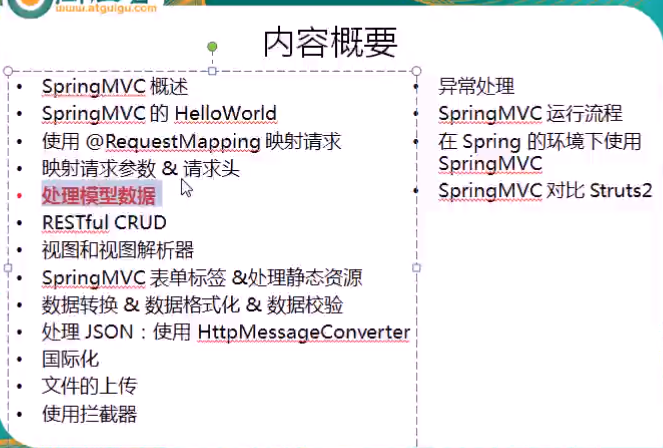 www.atguigu.com
内容概要
• SpringMVC 概述
• SpringMVC 的 HelloWorld
• 使用 @RequestMapping 映射请求
• 映射请求参数 & 请求头
• 处理模型数据
• RESTful CRUD
• 视图和视图解析器
• SpringMVC 表单标签 &处理静态资源
• 数据转换 & 数据格式化 & 数据校验
• 处理 JSON：使用 HttpMessageConverter
• 国际化
• 文件的上传
• 使用拦截器
• 异常处理
• SpringMVC 运行流程
• 在 Spring 的环境下使用
SpringMVC
• SpringMVC 对比 Struts2